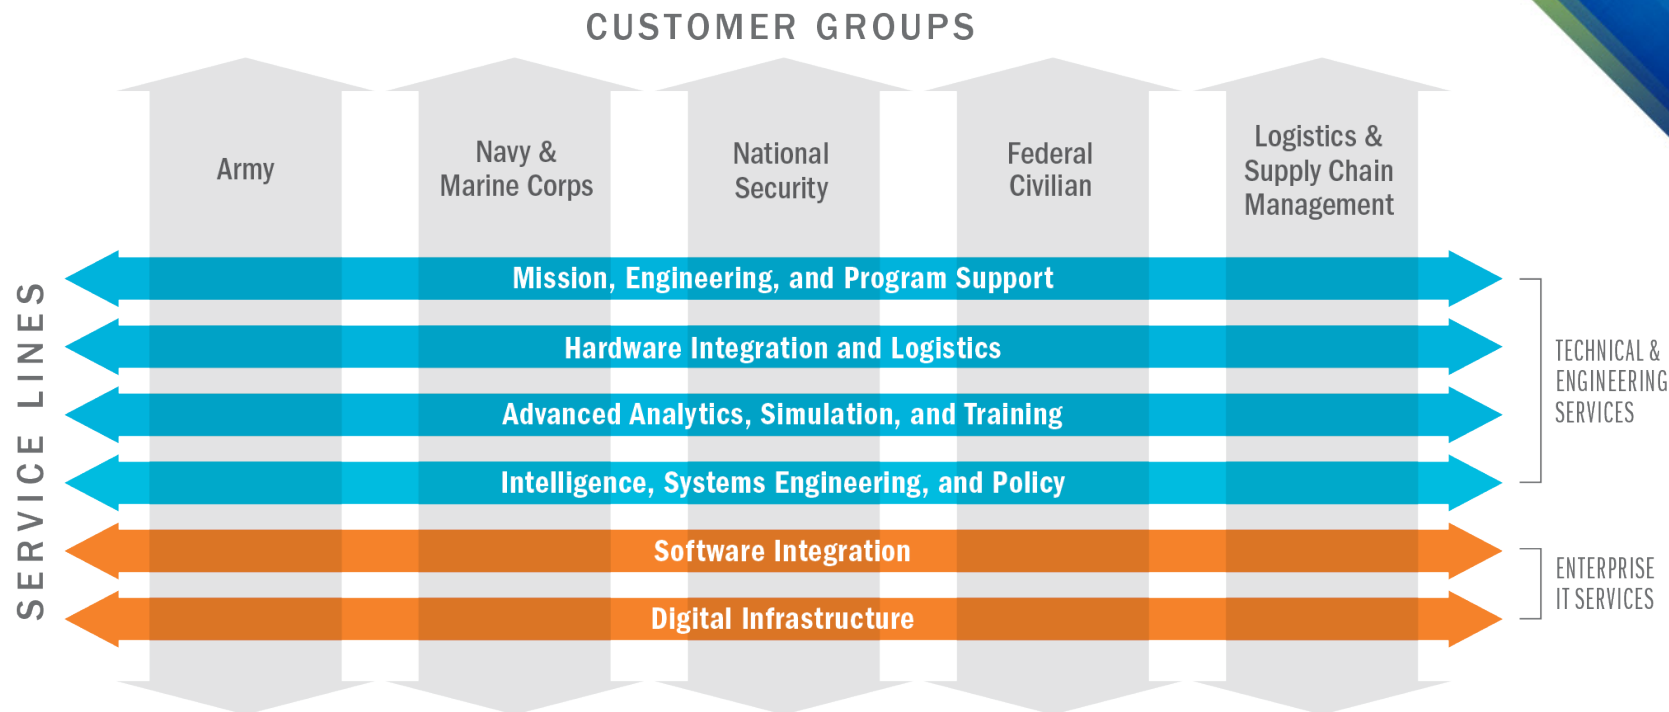 CUSTOMER GROUPS
Army
Navy &
Marine Corps
National
Security
Federal
Civilian
Logistics &
Supply Chain
Management
SERVICE LINES
Mission, Engineering, and Program Support
Hardware Integration and Logistics
Advanced Analytics, Simulation, and Training
Intelligence, Systems Engineering, and Policy
Software Integration
Digital Infrastructure
TECHNICAL &
ENGINEERING
SERVICES
ENTERPRISE
IT SERVICES